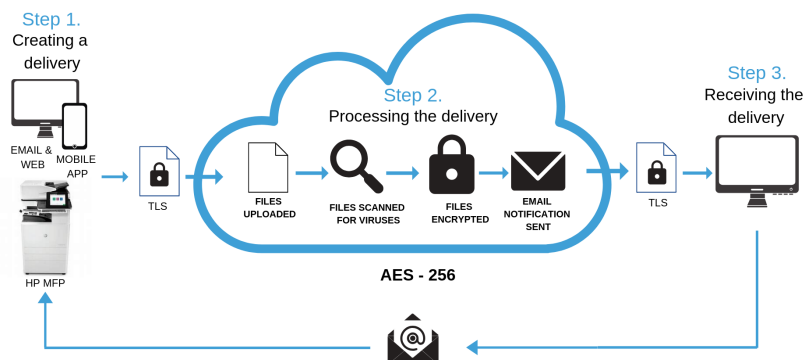 Step 1.
Creating a
delivery
EMAIL &
WEB
MOBILE
APP
HP MFP
TLS
Step 2.
Processing the delivery
FILES
UPLOADED
FILES SCANNED
FOR VIRUSES
FILES
ENCRYPTED
EMAIL
NOTIFICATION
SENT
AES - 256
TLS
Step 3.
Receiving the
delivery
@